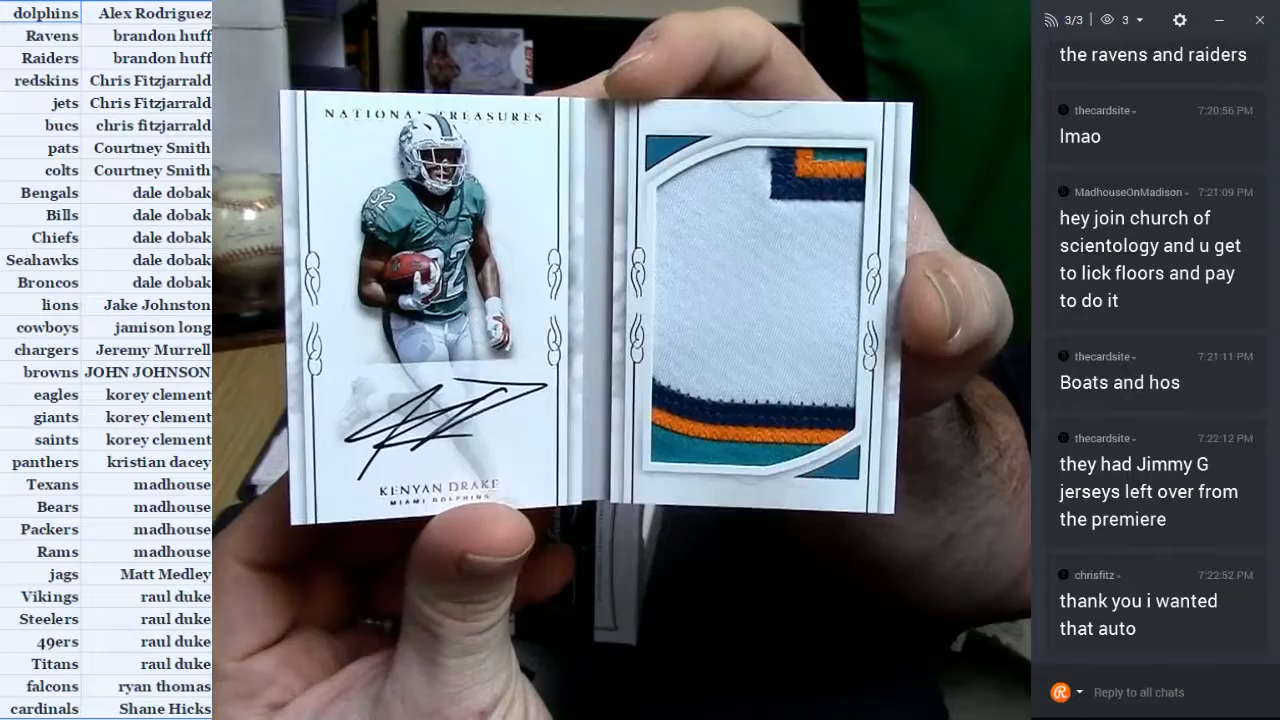 dolphins Alex Rodriguez
Ravens brandon huff
Raiders brandon huff
redskins Chris Fitzjarrald
jets Chris Fitzjarrald
bucs chris fitzjarrald
pats Courtney Smith
colts Courtney Smith
Bengals dale dobak
Bills dale dobak
Chiefs dale dobak
Seahawks dale dobak
Broncos dale dobak
lions Jake Johnston
cowboys jamison long
chargers Jeremy Murrell
browns JOHN JOHNSON
eagles korey clement
giants korey clement
saints korey clement
panthers kristian dacey
Texans madhouse
Bears madhouse
Packers madhouse
Rams madhouse
jags Matt Medley
Vikings raul duke
Steelers raul duke
49ers raul duke
Titans raul duke
falcons ryan thomas
cardinals Shane Hicks
NATIONAL TREASURES
32
32
KENYAN DRAKE
MIAMI DOLPHINS
3/3 3
the ravens and raiders
thecardsite 7:20:56 PM
lmao
MadhouseOnMadison 7:21:09 PM
hey join church of
scientology and u get
to lick floors and pay
to do it
thecardsite 7:21:11 PM
Boats and hos
thecardsite 7:22:12 PM
they had Jimmy G
jerseys left over from
the premiere
chrisfitz 7:22:52 PM
thank you i wanted
that auto
Reply to all chats